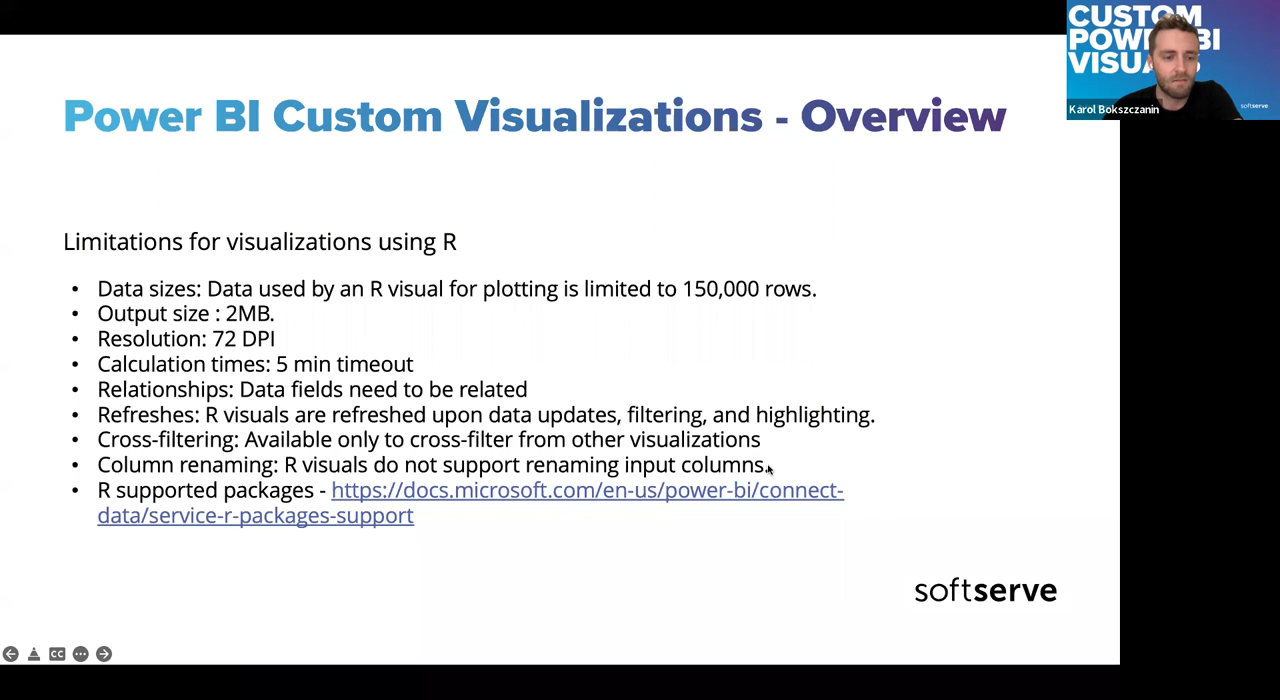 CUSTOM
POWER BI
VISUALS
Karol Bokszczanin
softserve
Power BI Custom Visualizations - Overview
Limitations for visualizations using R
• Data sizes: Data used by an R visual for plotting is limited to 150,000 rows.
• Output size : 2MB.
• Resolution: 72 DPI
• Calculation times: 5 min timeout
• Relationships: Data fields need to be related
• Refreshes: R visuals are refreshed upon data updates, filtering, and highlighting.
• Cross-filtering: Available only to cross-filter from other visualizations
• Column renaming: R visuals do not support renaming input columns.
• R supported packages - https://docs.microsoft.com/en-us/power-bi/connect-
data/service-r-packages-support
softserve
CC